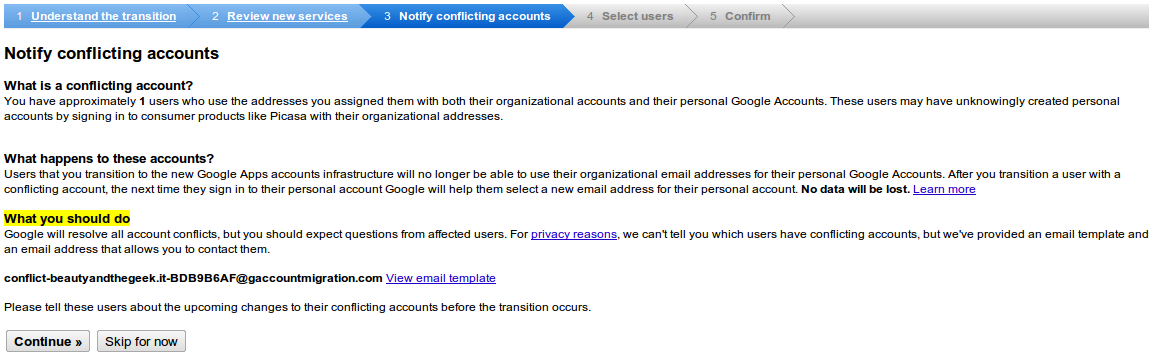 1 Understand the transition 2 Review new services 3 Notify conflicting accounts 4 Select users 5 Confirm
Notify conflicting accounts
What is a conflicting account?
You have approximately 1 users who use the addresses you assigned them with both their organizational accounts and their personal Google Accounts. These users may have unknowingly created personal
accounts by signing in to consumer products like Picasa with their organizational addresses.
What happens to these accounts?
Users that you transition to the new Google Apps accounts infrastructure will no longer be able to use their organizational email addresses for their personal Google Accounts. After you transition a user with a
conflicting account, the next time they sign in to their personal account Google will help them select a new email address for their personal account. No data will be lost. Learn more
What you should do
Google will resolve all account conflicts, but you should expect questions from affected users. For privacy reasons, we can't tell you which users have conflicting accounts, but we've provided an email template and
an email address that allows you to contact them.
conflict-beautyandthegeek.it-BDB9B6AF@gaccountmigration.com View email template
Please tell these users about the upcoming changes to their conflicting accounts before the transition occurs.
Continue » Skip for now